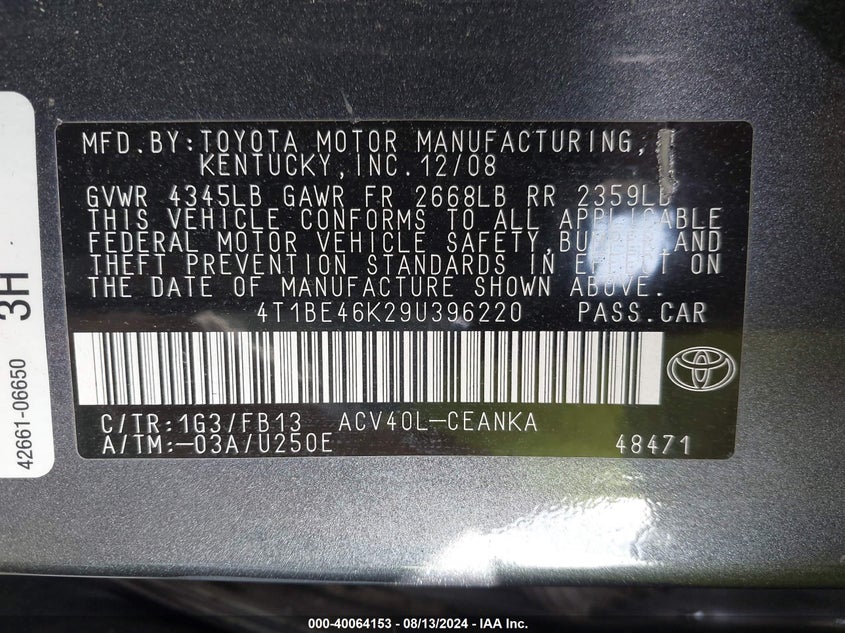 MFD.BY:TOYOTA MOTOR MANUFACTURING,
KENTUCKY,INC.12/08
GVWR 4345LB GAWR FR 2668LB RR 2359LB
THIS VEHICLE CONFORMS TO ALL APPLICABLE
FEDERAL MOTOR VEHICLE SAFETY,BUMPER,AND
THEFT PREVENTION STANDARDS IN EFFECT ON
THE DATE OF MANUFACTURE SHOWN ABOVE.
4T1BE46K29U396220 PASS.CAR
C/TR:1G3/FB13 ACV40L-CEANKA
A/TM:-03A/U250E 48471
42661-06650 3H
000-40064153 - 08/13/2024 - IAA Inc.